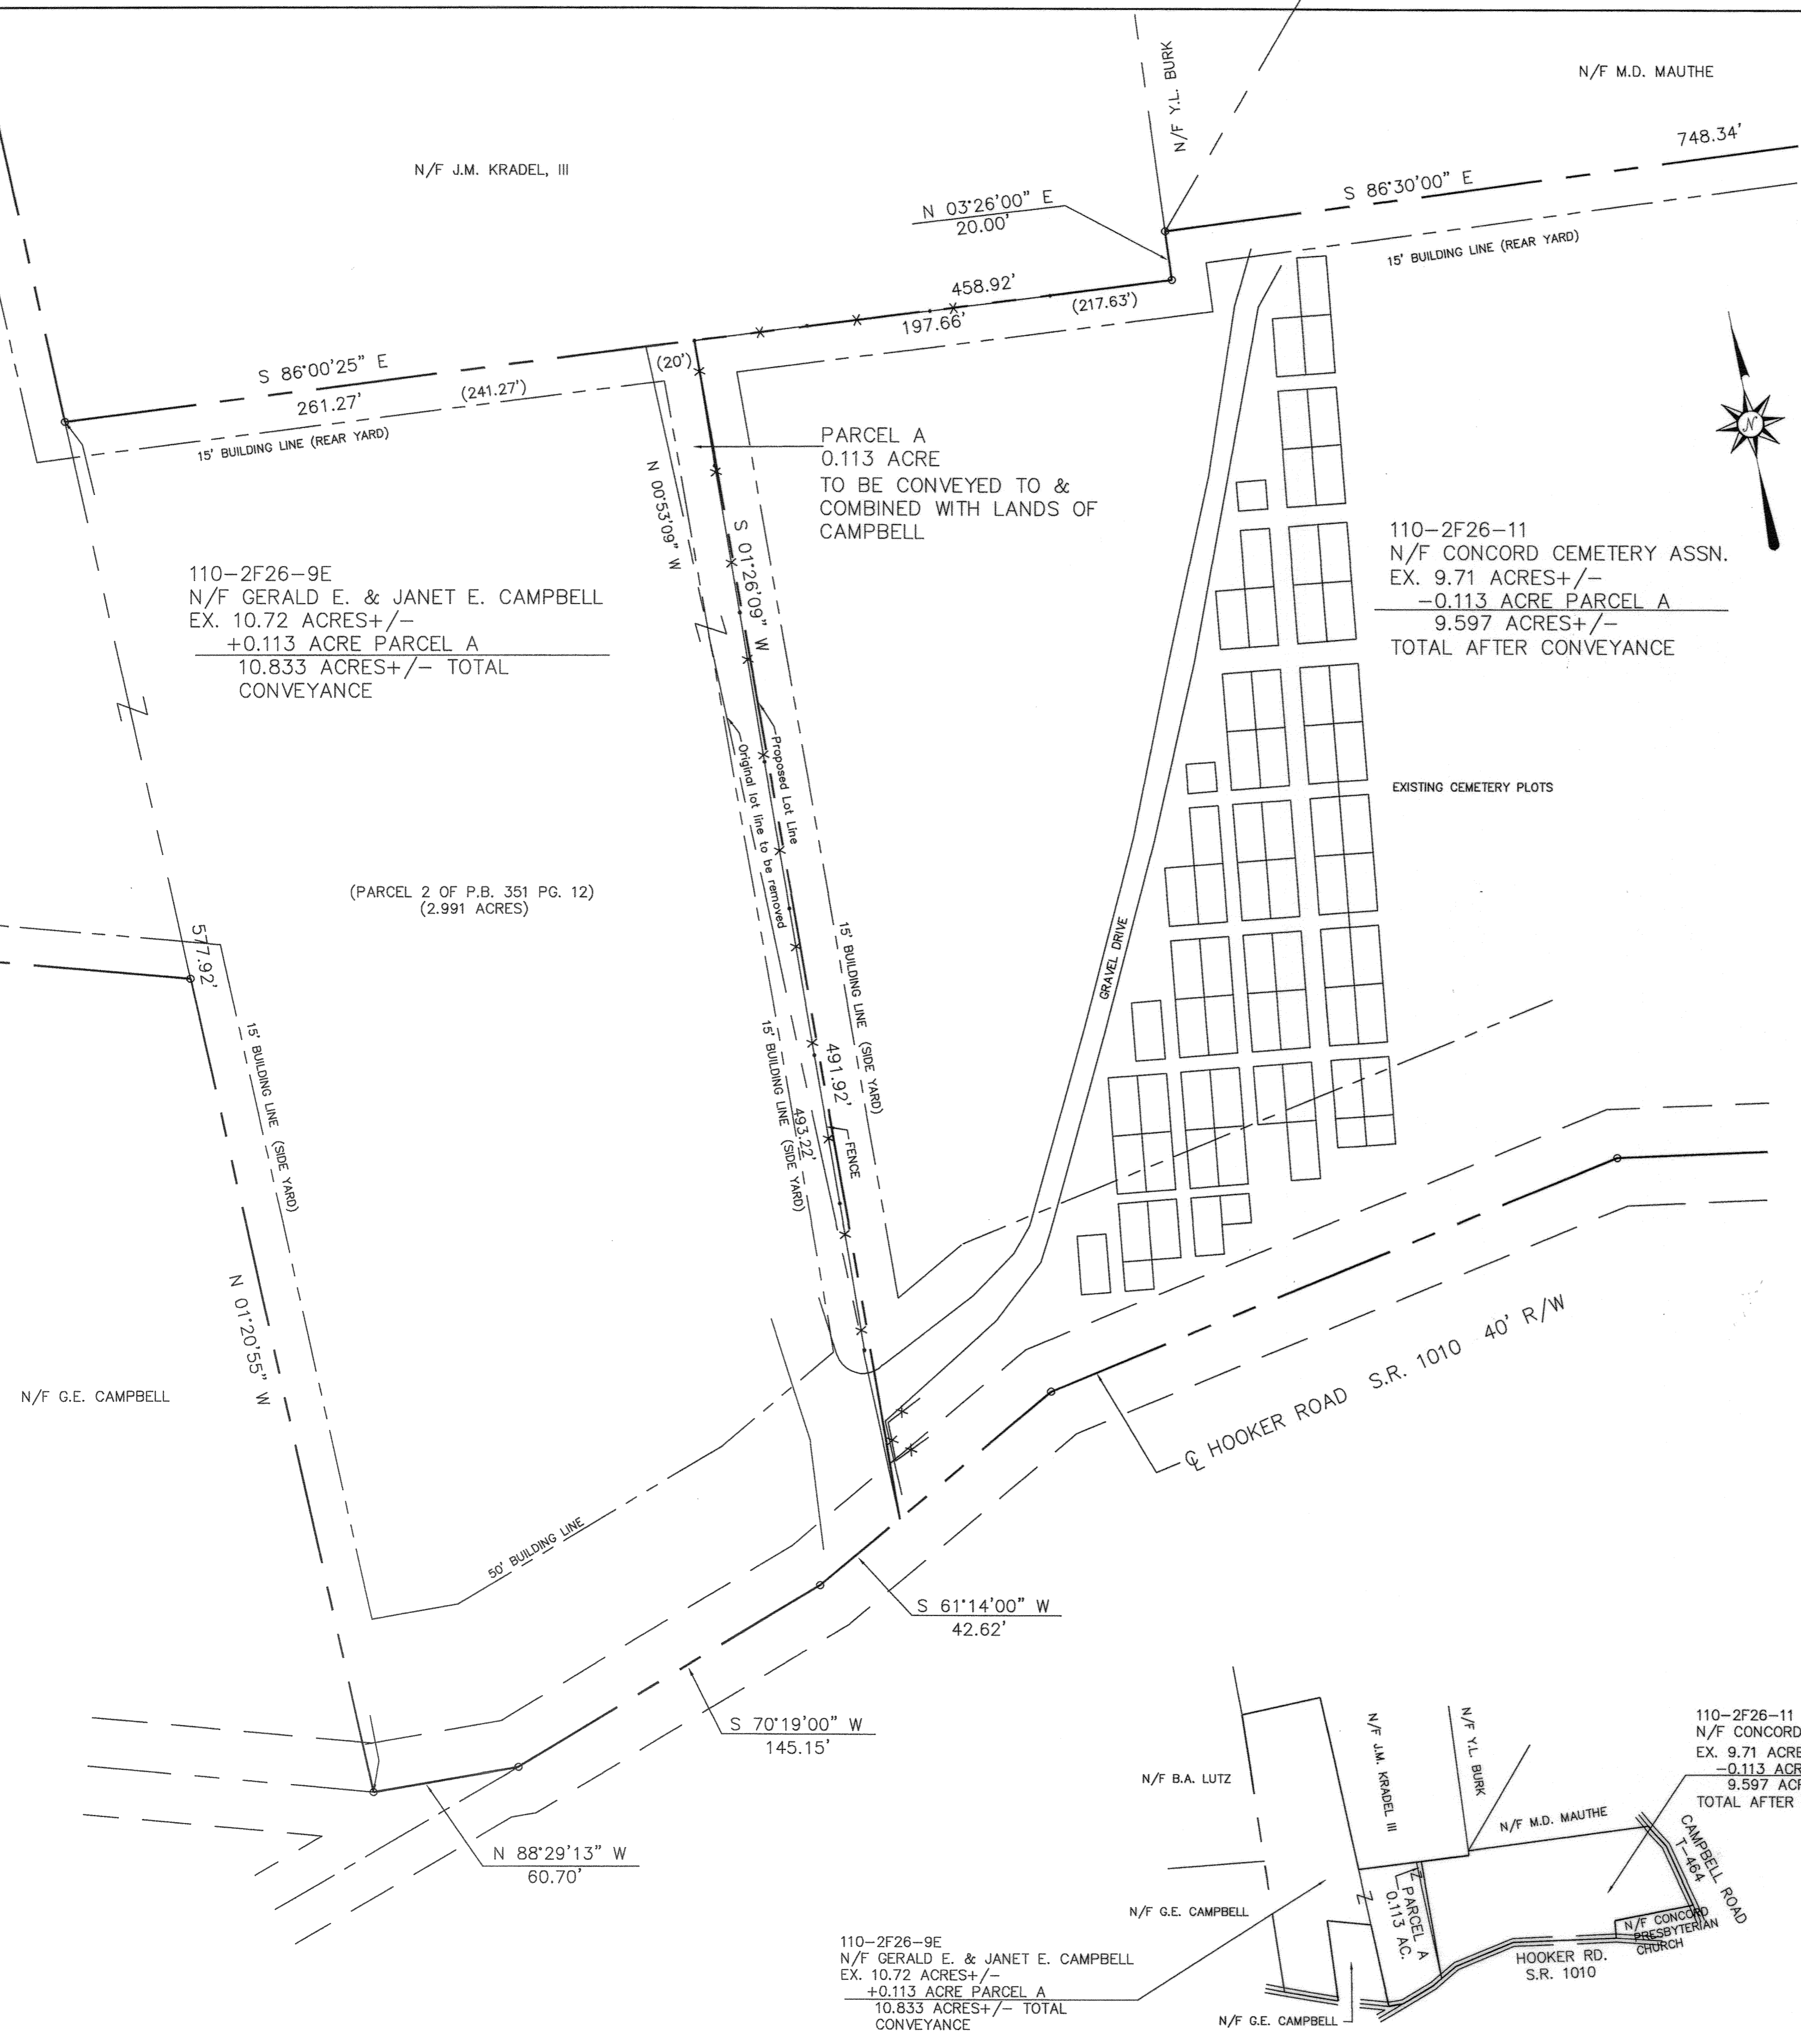 N/F Y.L. BURK
N/F M.D. MAUTHE
748.34'
N/F J.M. KRADEL, III
S 86°30'00" E
N 03°26'00" E
20.00'
15' BUILDING LINE (REAR YARD)
458.92'
(217.63')
197.66'
(20')
S 86°00'25" E
261.27'
(241.27')
15' BUILDING LINE (REAR YARD)
PARCEL A
0.113 ACRE
TO BE CONVEYED TO &
COMBINED WITH LANDS OF
CAMPBELL
N
N 00°53'09" W
S 01°26'09" W
110-2F26-11
N/F CONCORD CEMETERY ASSN.
EX. 9.71 ACRES+/-
-0.113 ACRE PARCEL A
9.597 ACRES+/-
TOTAL AFTER CONVEYANCE
110-2F26-9E
N/F GERALD E. & JANET E. CAMPBELL
EX. 10.72 ACRES+/-
+0.113 ACRE PARCEL A
10.833 ACRES+/- TOTAL
CONVEYANCE
Proposed Lot Line
Original lot line to be removed
EXISTING CEMETERY PLOTS
(PARCEL 2 OF P.B. 351 PG. 12)
(2.991 ACRES)
577.92'
GRAVEL DRIVE
15' BUILDING LINE (SIDE YARD)
15' BUILDING LINE (SIDE YARD)
15' BUILDING LINE (SIDE YARD)
491.92'
493.22'
FENCE
N 01°20'55" W
N/F G.E. CAMPBELL
℄ HOOKER ROAD S.R. 1010 40' R/W
50' BUILDING LINE
S 61°14'00" W
42.62'
S 70°19'00" W
145.15'
N 88°29'13" W
60.70'
N/F B.A. LUTZ
N/F J.M. KRADEL III
N/F Y.L. BURK
N/F M.D. MAUTHE
110-2F26-11
N/F CONCORD
EX. 9.71 ACRE
-0.113 ACR
9.597 ACR
TOTAL AFTER
CAMPBELL ROAD
T-464
PARCEL A
0.113 AC.
N/F G.E. CAMPBELL
N/F CONCORD
PRESBYTERIAN
CHURCH
HOOKER RD.
S.R. 1010
110-2F26-9E
N/F GERALD E. & JANET E. CAMPBELL
EX. 10.72 ACRES+/-
+0.113 ACRE PARCEL A
10.833 ACRES+/- TOTAL
CONVEYANCE
N/F G.E. CAMPBELL